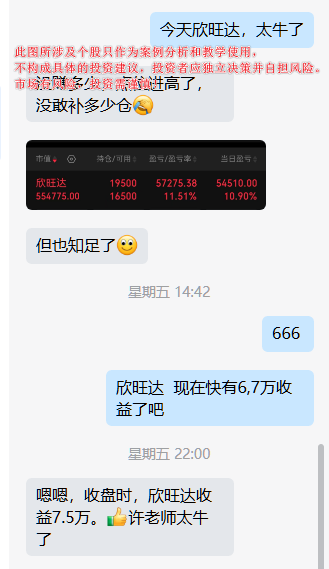 今天欣旺达，太牛了
此图所涉及个股只作为案例分析和教学使用，
不构成具体的投资建议，投资者应独立决策并自担风险。
市场有风险，投资需谨慎。
没敢补多少仓
市值 持仓/可用 盈亏/盈亏率 当日盈亏
欣旺达 19500 57275.38 54510.00
554775.00 16500 11.51% 10.90%
但也知足了
星期五 14:42
666
欣旺达 现在快有6,7万收
益了吧
星期五 22:00
嗯嗯，收盘时，欣旺达收
益7.5万。👍许老师太牛
了